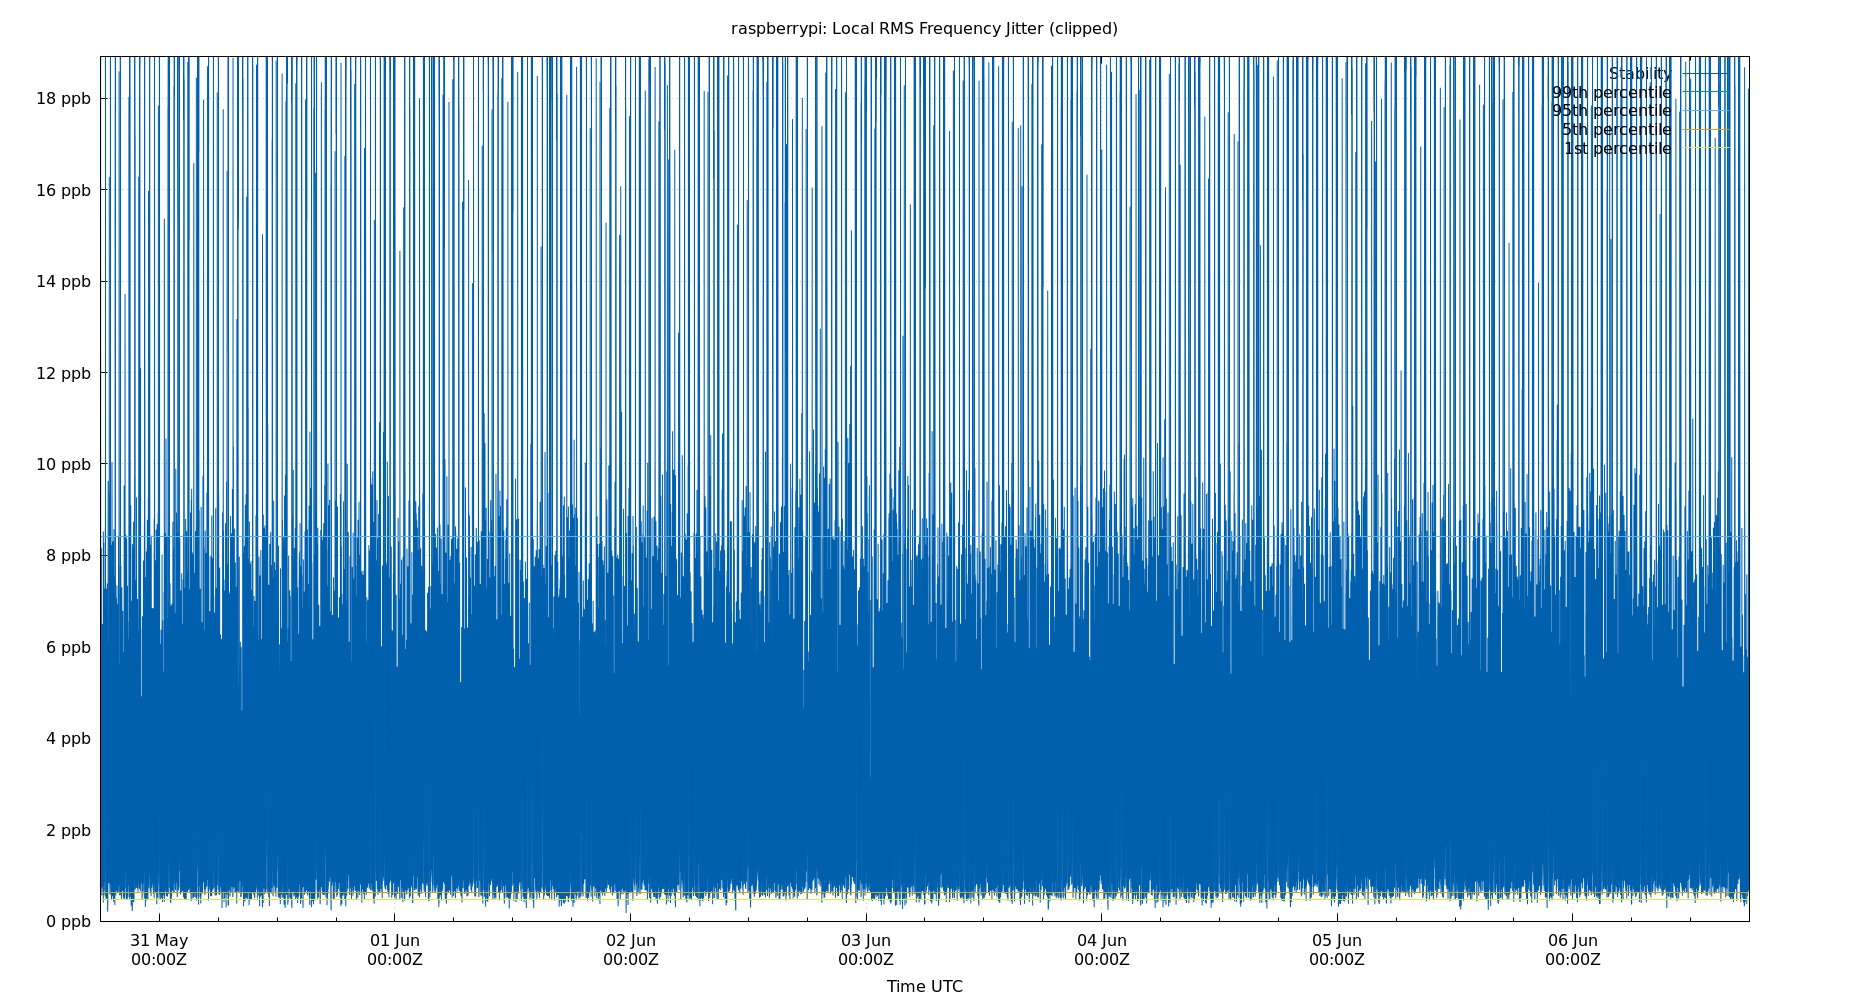 raspberrypi: Local RMS Frequency Jitter (clipped)
Stability
99th percentile
95th percentile
5th percentile
1st percentile
18 ppb
16 ppb
14 ppb
12 ppb
10 ppb
8 ppb
6 ppb
4 ppb
2 ppb
0 ppb
31 May 01 Jun 02 Jun 03 Jun 04 Jun 05 Jun 06 Jun
00:00Z 00:00Z 00:00Z 00:00Z 00:00Z 00:00Z 00:00Z
Time UTC